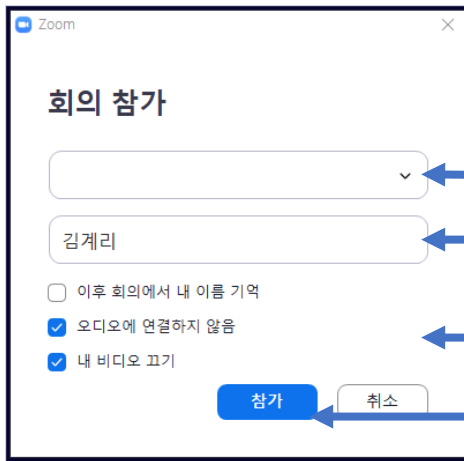 Zoom
회의 참가
김계리
이후 회의에서 내 이름 기억
오디오에 연결하지 않음
내 비디오 끄기
참가 취소